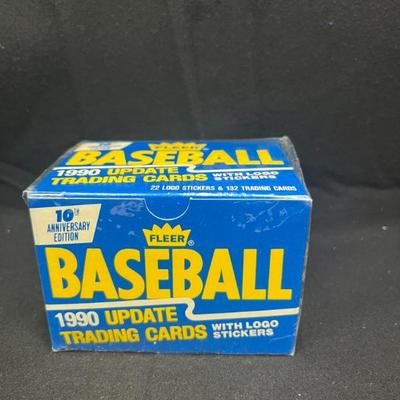 FLEER
BASEBALL
1990 UPDATE
TRADING CARDS
WITH LOGO
STICKERS
22 LOGO STICKERS & 132 TRADING CARDS
10TH
ANNIVERSARY
EDITION
FLEER®
BASEBALL
1990 UPDATE
TRADING CARDS
WITH LOGO
STICKERS